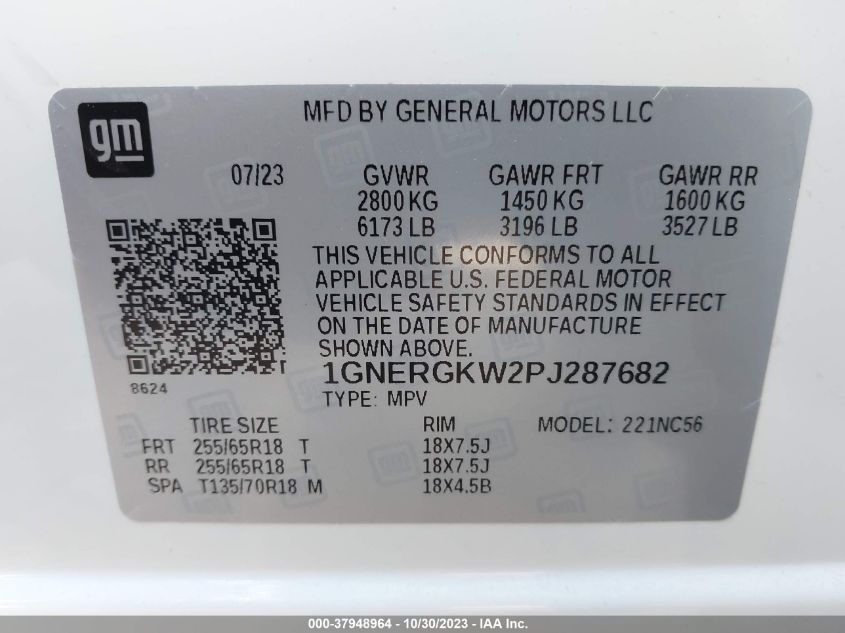 gm
MFD BY GENERAL MOTORS LLC
07/23 GVWR GAWR FRT GAWR RR
2800 KG 1450 KG 1600 KG
6173 LB 3196 LB 3527 LB
THIS VEHICLE CONFORMS TO ALL
APPLICABLE U.S. FEDERAL MOTOR
VEHICLE SAFETY STANDARDS IN EFFECT
ON THE DATE OF MANUFACTURE
SHOWN ABOVE.
1GNERGKW2PJ287682
8624
TYPE: MPV
TIRE SIZE RIM MODEL: 221NC56
FRT 255/65R18 T 18X7.5J
RR 255/65R18 T 18X7.5J
SPA T135/70R18 M 18X4.5B
000-37948964 - 10/30/2023 - IAA Inc.